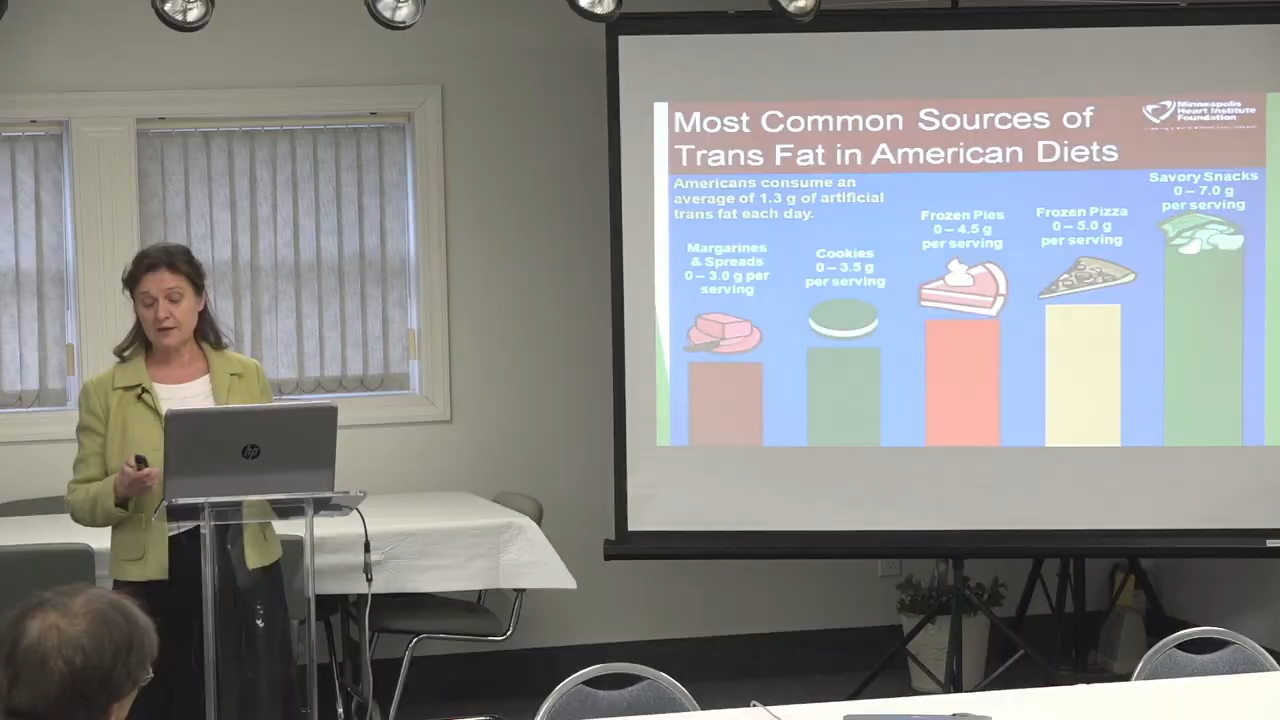 Most Common Sources of
Trans Fat in American Diets
Minneapolis
Heart Institute
Foundation
Americans consume an
average of 1.3 g of artificial
trans fat each day.
Margarines
& Spreads
0 – 3.0 g per
serving
Cookies
0 – 3.5 g
per serving
Frozen Pies
0 – 4.5 g
per serving
Frozen Pizza
0 – 5.0 g
per serving
Savory Snacks
0 – 7.0 g
per serving
hp